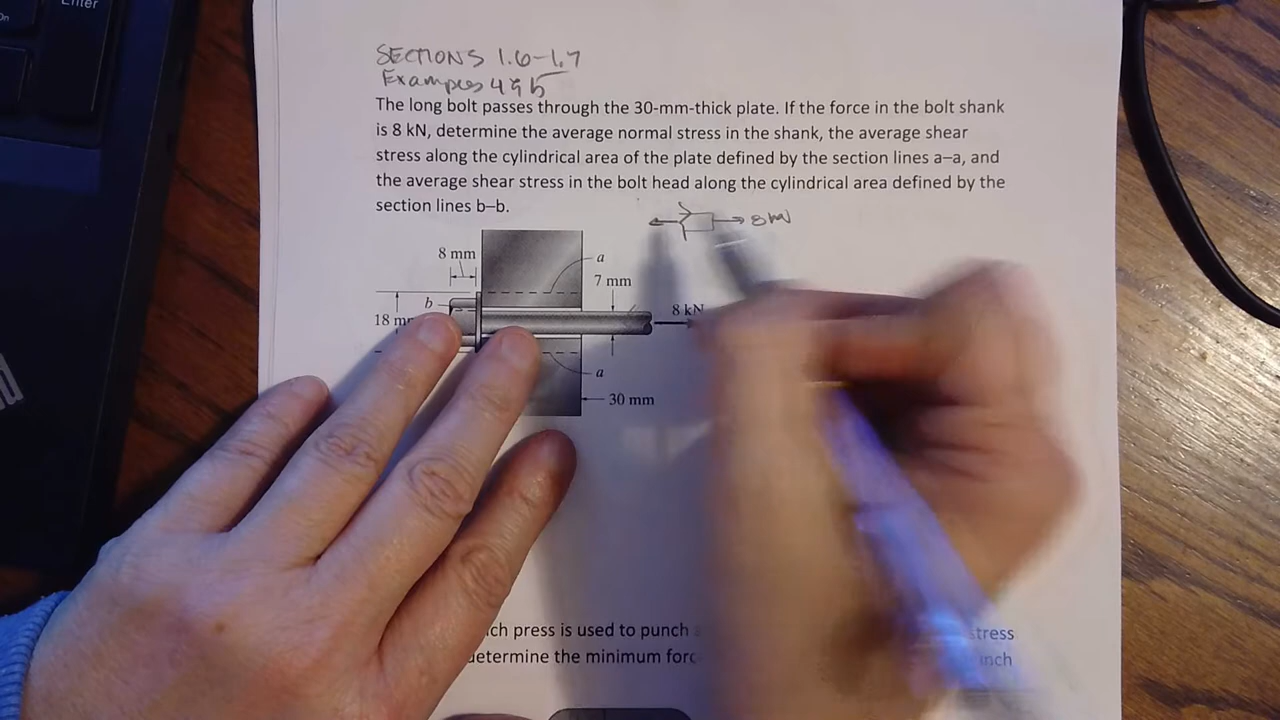 Enter
SECTIONS 1.6-1.7
Examples 4 & 5
The long bolt passes through the 30-mm-thick plate. If the force in the bolt shank
is 8 kN, determine the average normal stress in the shank, the average shear
stress along the cylindrical area of the plate defined by the section lines a–a, and
the average shear stress in the bolt head along the cylindrical area defined by the
section lines b–b.
8 kN
8 mm
a
7 mm
b
18
8 kN
a
30 mm
press is used to punch stress
determine the minimum